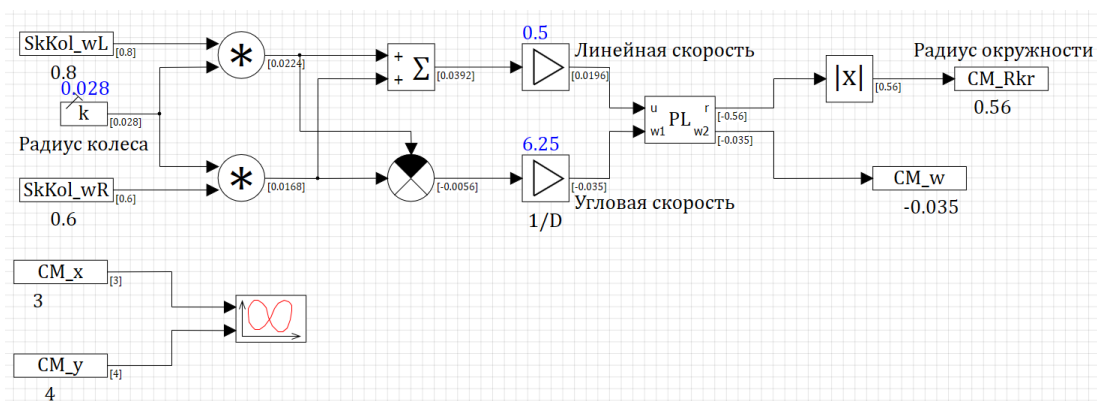 SkKol_wL
[0.8]
0.8
0.028
k
[0.028]
Радиус колеса
SkKol_wR
[0.6]
0.6
*
[0.0224]
*
[0.0168]
+
+
Σ
[0.0392]
[-0.0056]
0.5
Линейная скорость
[0.0196]
6.25
[-0.035]
Угловая скорость
1/D
u
w1
PL
r
w2
[-0.56]
[-0.035]
|x|
[0.56]
Радиус окружности
CM_Rkr
0.56
CM_w
-0.035
CM_x
[3]
3
CM_y
[4]
4